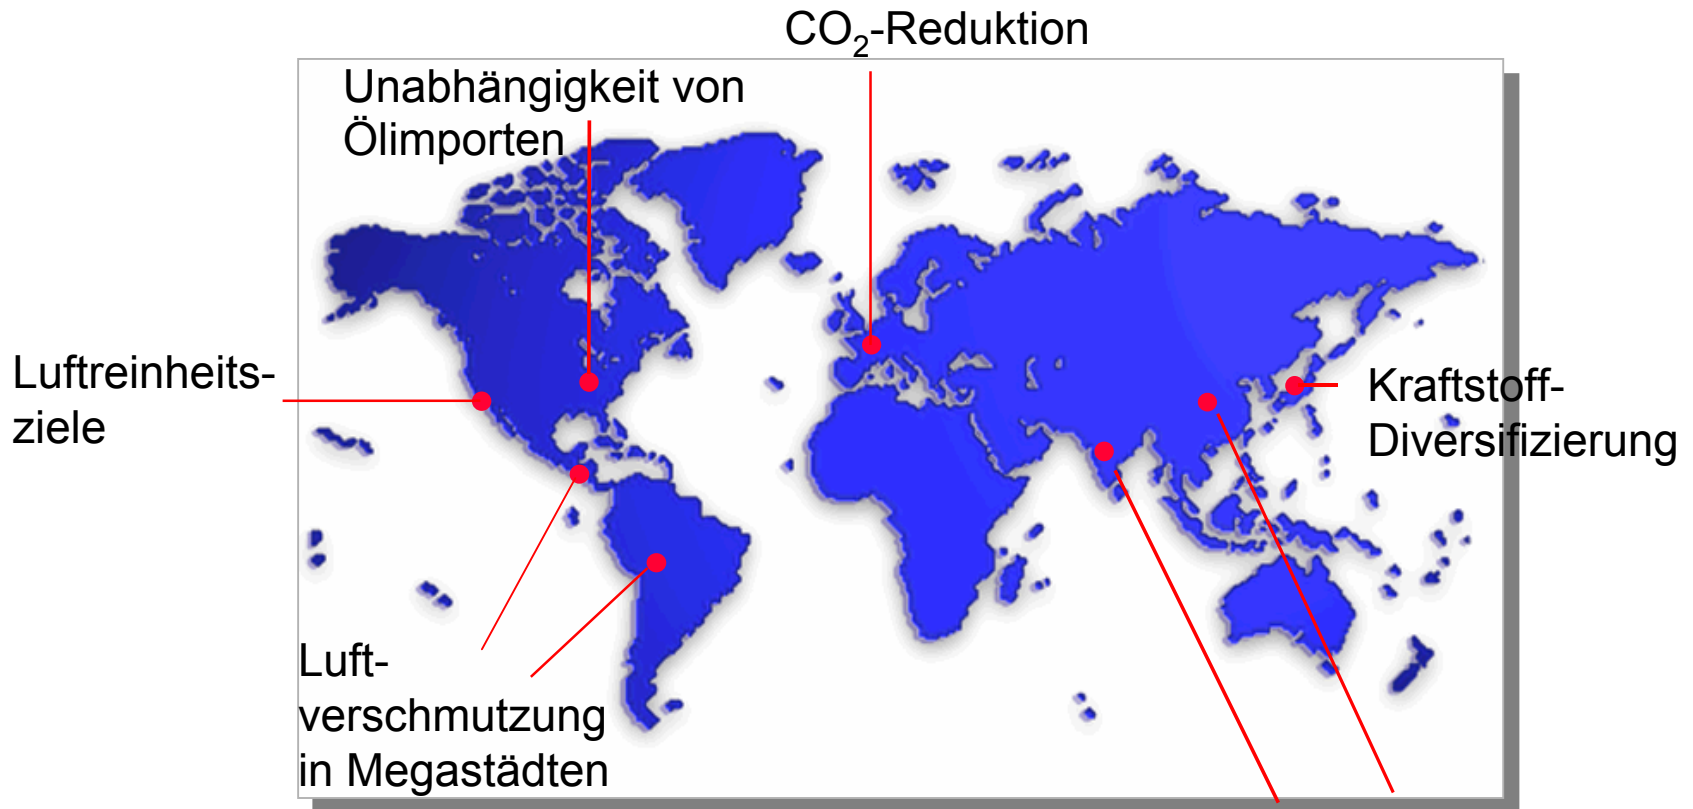 CO₂-Reduktion
Unabhängigkeit von
Ölimporten
Luftreinheits-
ziele
Kraftstoff-
Diversifizierung
Luft-
verschmutzung
in Megastädten